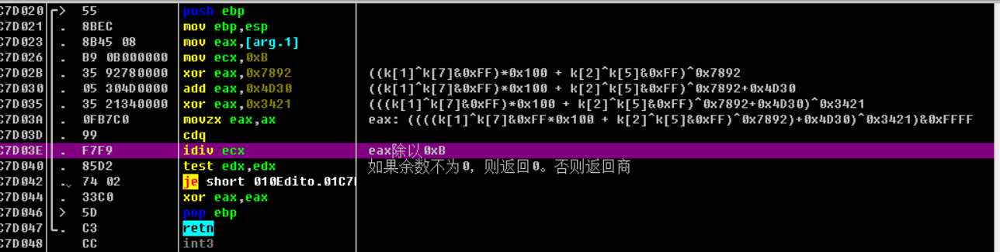 C7D020 > 55 push ebp
C7D021 . 8BEC mov ebp,esp
C7D023 . 8B45 08 mov eax,[arg.1]
C7D026 . B9 0B000000 mov ecx,0xB
C7D02B . 35 92780000 xor eax,0x7892 ((k[1]^k[7]&0xFF)*0x100 + k[2]^k[5]&0xFF)^0x7892
C7D030 . 05 304D0000 add eax,0x4D30 ((k[1]^k[7]&0xFF)*0x100 + k[2]^k[5]&0xFF)^0x7892+0x4D30
C7D035 . 35 21340000 xor eax,0x3421 (((k[1]^k[7]&0xFF)*0x100 + k[2]^k[5]&0xFF)^0x7892+0x4D30)^0x3421
C7D03A . 0FB7C0 movzx eax,ax eax: ((((k[1]^k[7]&0xFF*0x100 + k[2]^k[5]&0xFF)^0x7892)+0x4D30)^0x3421)&0xFFFF
C7D03D . 99 cdq
C7D03E . F7F9 idiv ecx eax除以0xB
C7D040 . 85D2 test edx,edx 如果余数不为0，则返回0。否则返回商
C7D042 . 74 02 je short 010Edito.01C7
C7D044 . 33C0 xor eax,eax
C7D046 > 5D pop ebp
C7D047 . C3 retn
C7D048 CC int3